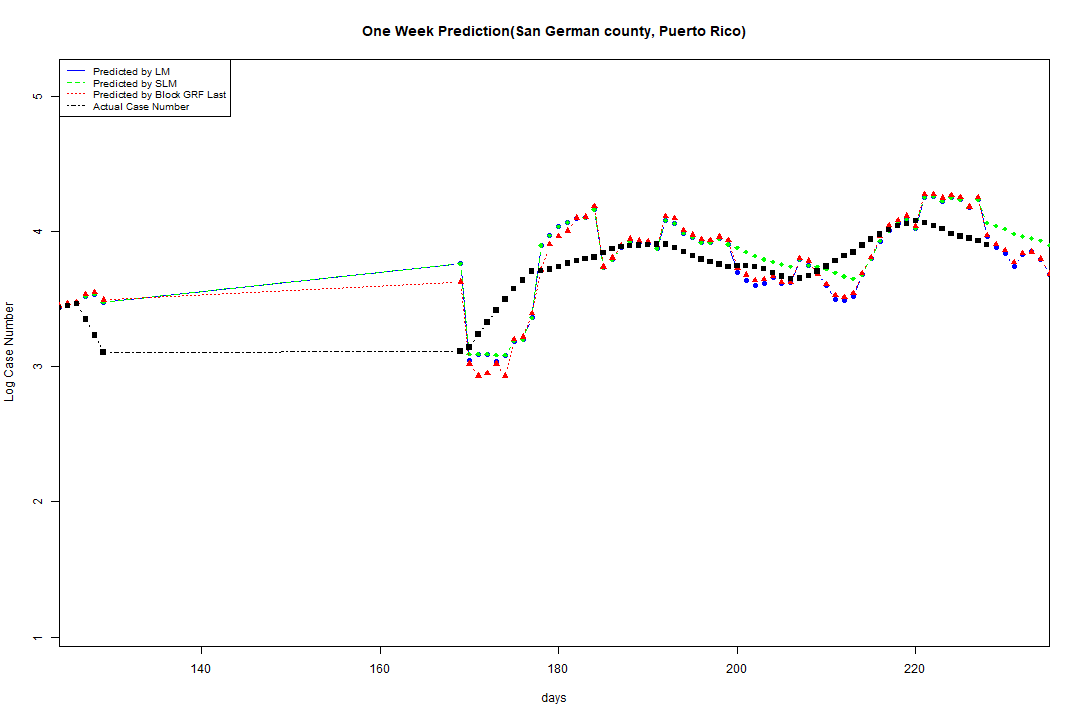 One Week Prediction(San German county, Puerto Rico)
Predicted by LM
Predicted by SLM
Predicted by Block GRF Last
Actual Case Number
5
4
3
2
1
Log Case Number
140 160 180 200 220
days